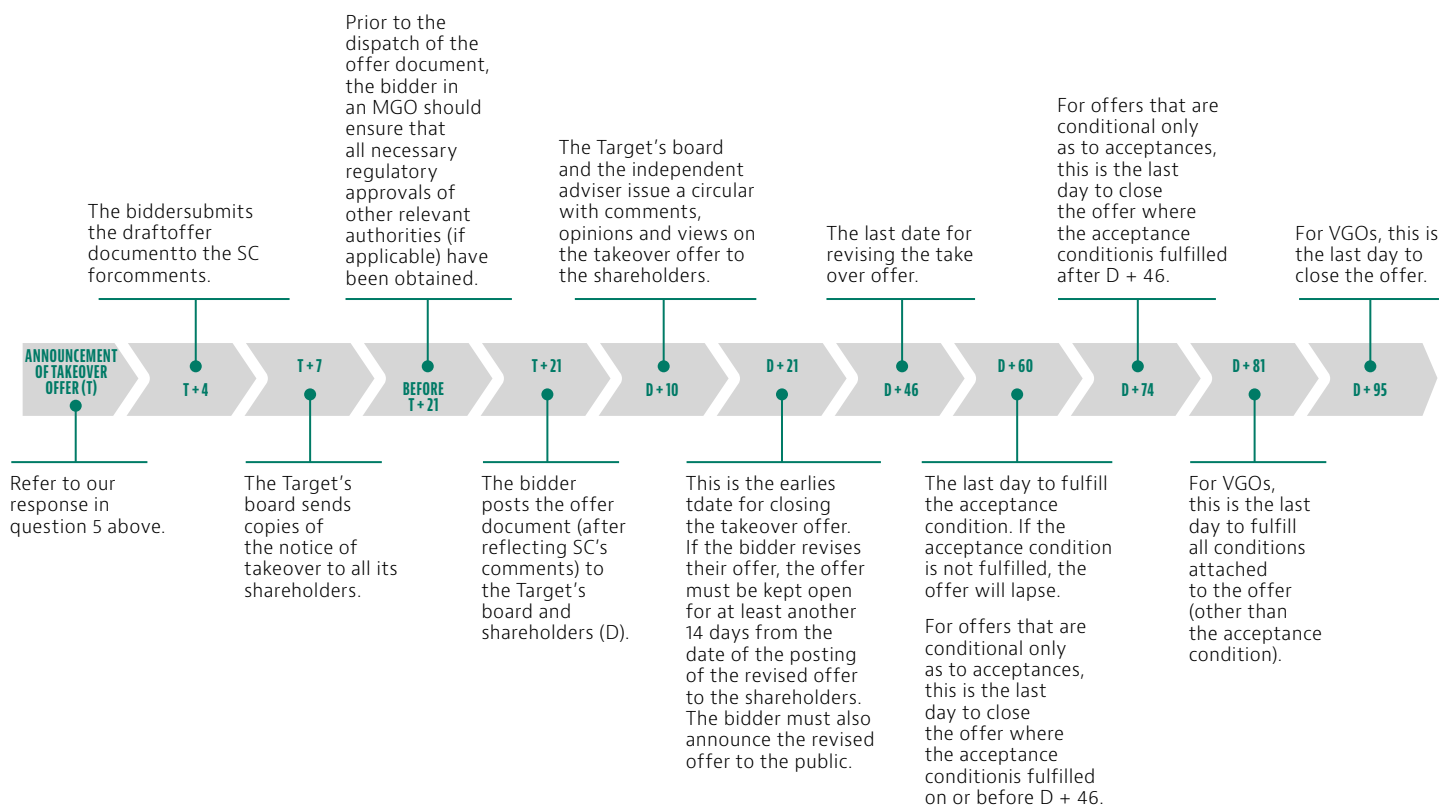 Prior to the
dispatch of the
offer document,
the bidder in
an MGO should
ensure that
all necessary
regulatory
approvals of
other relevant
authorities (if
applicable) have
been obtained.
The biddersubmits
the draftoffer
documentto the SC
forcomments.
The Target's board
and the independent
adviser issue a circular
with comments,
opinions and views on
the takeover offer to
the shareholders.
The last date for
revising the take
over offer.
For offers that are
conditional only
as to acceptances,
this is the last
day to close
the offer where
the acceptance
conditionis fulfilled
after D + 46.
For VGOs, this is
the last day to
close the offer.
ANNOUNCEMENT
OF TAKEOVER
OFFER (T)
T + 4
T + 7
BEFORE
T + 21
T + 21
D + 10
D + 21
D + 46
D + 60
D + 74
D + 81
D + 95
Refer to our
response in
question 5 above.
The Target's
board sends
copies of
the notice of
takeover to all its
shareholders.
The bidder
posts the offer
document (after
reflecting SC's
comments) to
the Target's
board and
shareholders (D).
This is the earlies
tdate for closing
the takeover offer.
If the bidder revises
their offer, the offer
must be kept open
for at least another
14 days from the
date of the posting
of the revised offer
to the shareholders.
The bidder must also
announce the revised
offer to the public.
The last day to fulfill
the acceptance
condition. If the
acceptance condition
is not fulfilled, the
offer will lapse.
For offers that are
conditional only
as to acceptances,
this is the last
day to close
the offer where
the acceptance
conditionis fulfilled
on or before D + 46.
For VGOs,
this is the last
day to fulfill
all conditions
attached
to the offer
(other than
the acceptance
condition).